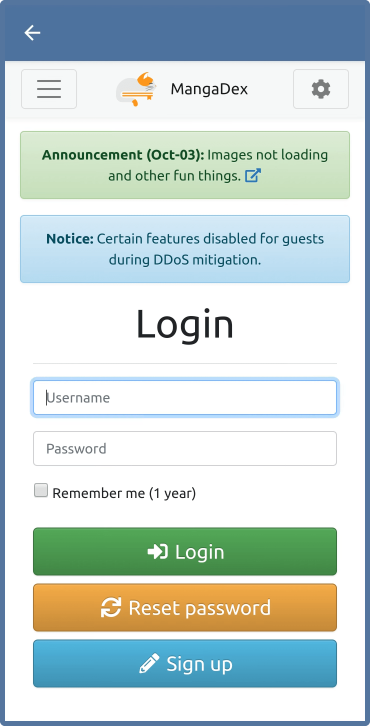 MangaDex
Announcement (Oct-03): Images not loading
and other fun things.
Notice: Certain features disabled for guests
during DDoS mitigation.
Login
Username
Password
Remember me (1 year)
Login
Reset password
Sign up